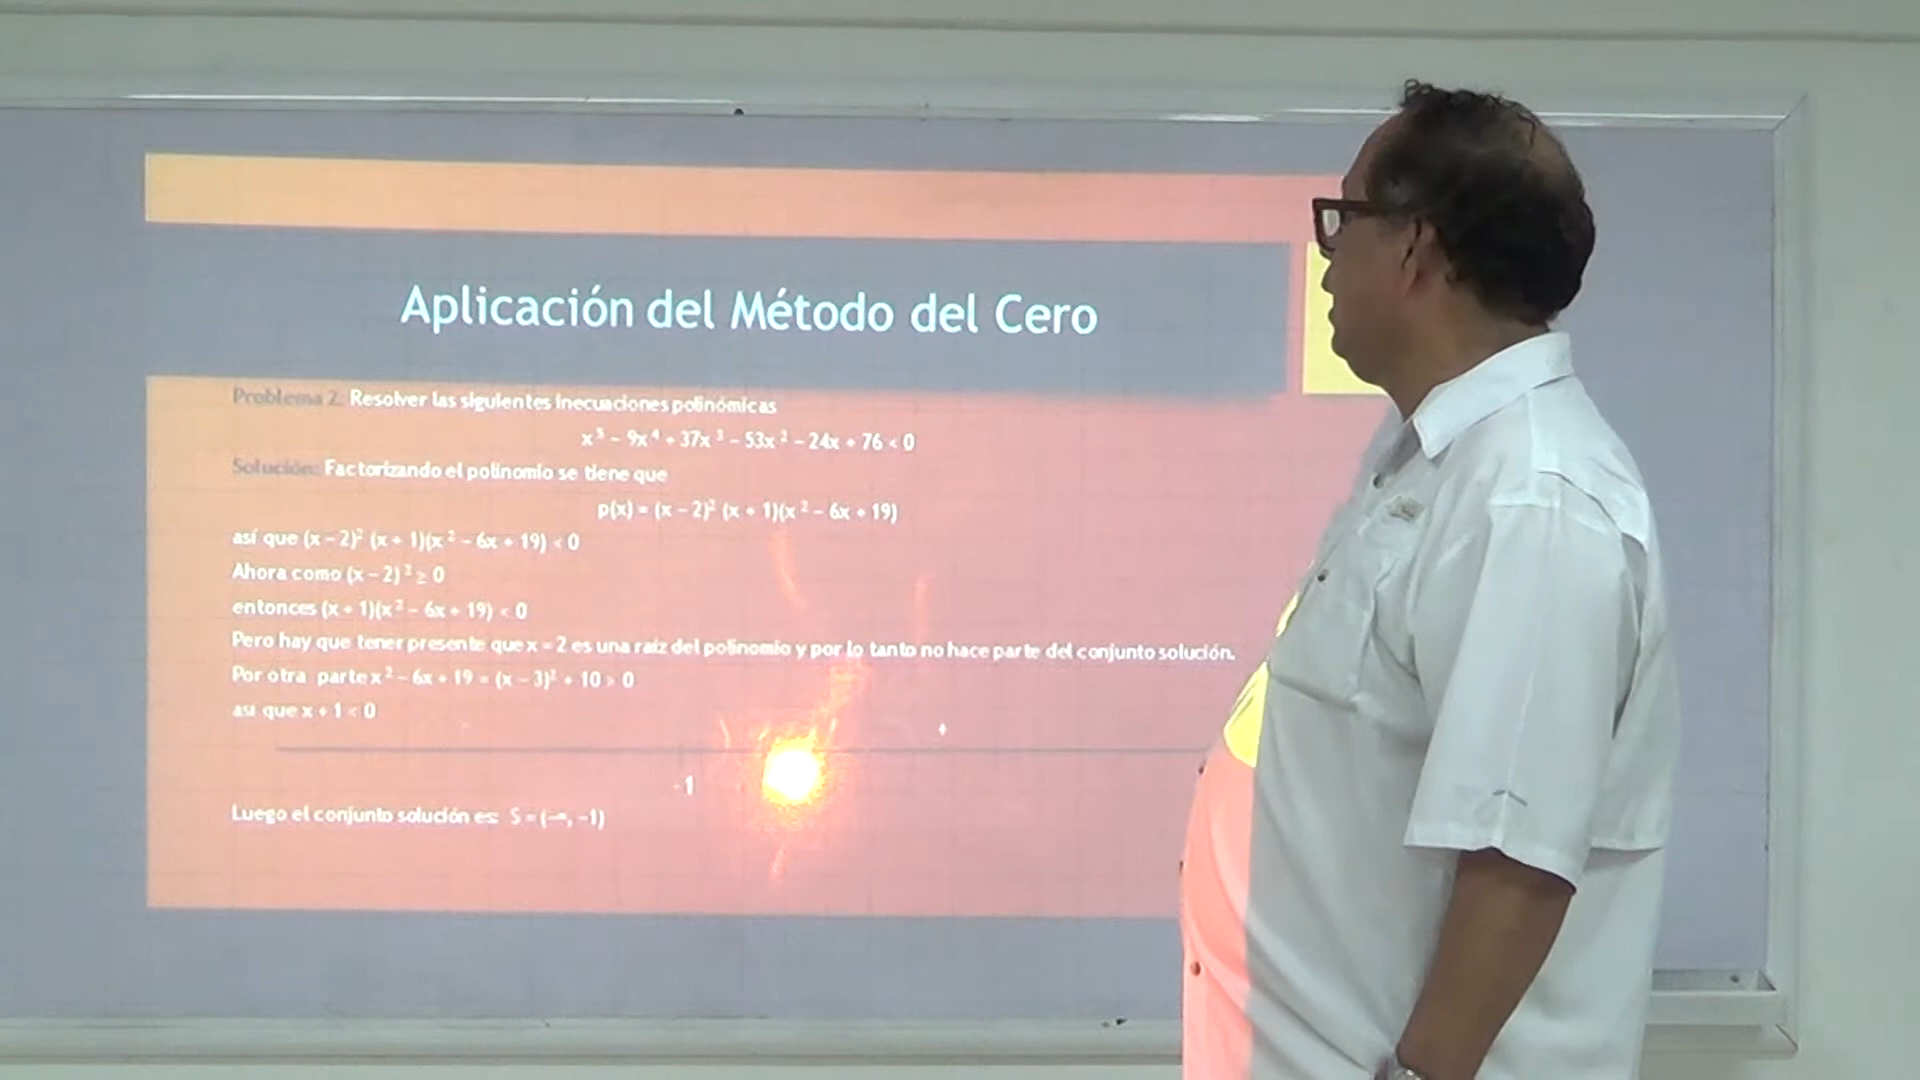 Aplicación del Método del Cero
Problema 2: Resolver las siguientes inecuaciones polinómicas
x⁵ - 9x⁴ + 37x³ - 53x² - 24x + 76 < 0
Solución: Factorizando el polinomio se tiene que
p(x) = (x - 2)² (x + 1)(x² - 6x + 19)
así que (x - 2)² (x + 1)(x² - 6x + 19) < 0
Ahora como (x - 2)² ≥ 0
entonces (x + 1)(x² - 6x + 19) < 0
Pero hay que tener presente que x = 2 es una raíz del polinomio y por lo tanto no hace parte del conjunto solución.
Por otra parte x² - 6x + 19 = (x - 3)² + 10 > 0
así que x + 1 < 0
- +
-1
Luego el conjunto solución es: S = (-∞, -1)